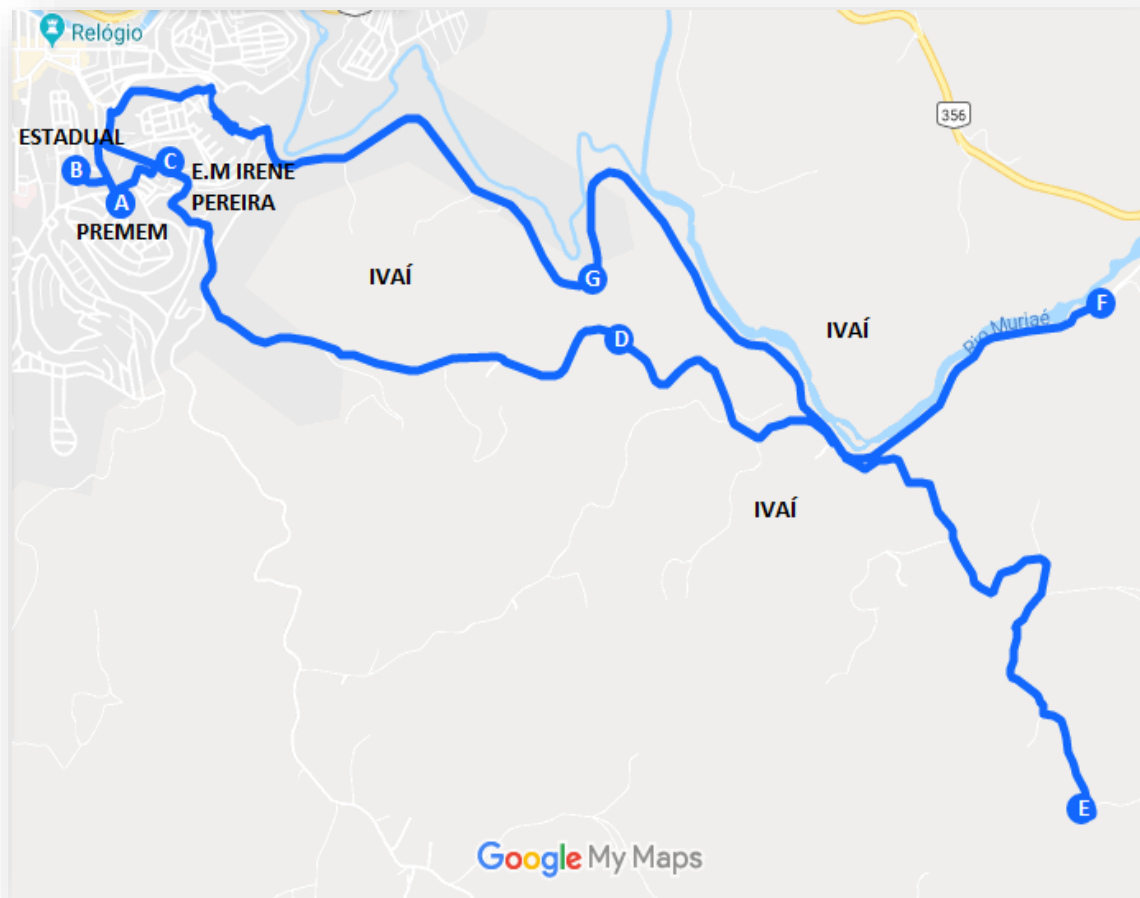 Relógio
356
ESTADUAL
B
C
E.M IRENE
PEREIRA
A
PREMEM
IVAÍ
G
IVAÍ
F
Rio Muriaé
D
IVAÍ
E
Google My Maps